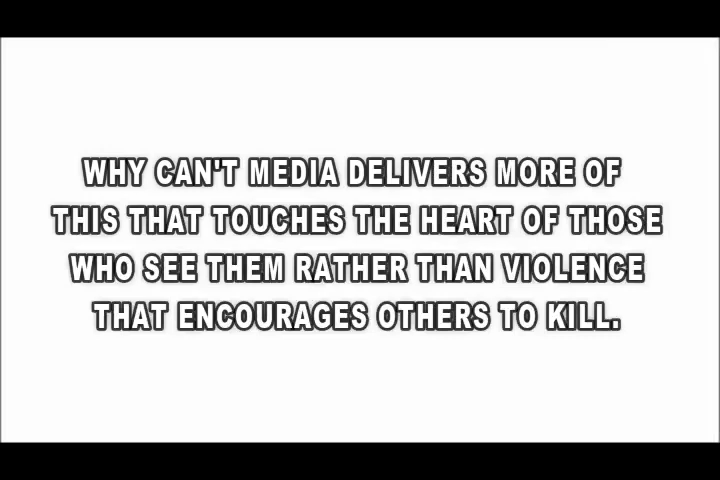 WHY CAN'T MEDIA DELIVERS MORE OF
THIS THAT TOUCHES THE HEART OF THOSE
WHO SEE THEM RATHER THAN VIOLENCE
THAT ENCOURAGES OTHERS TO KILL.